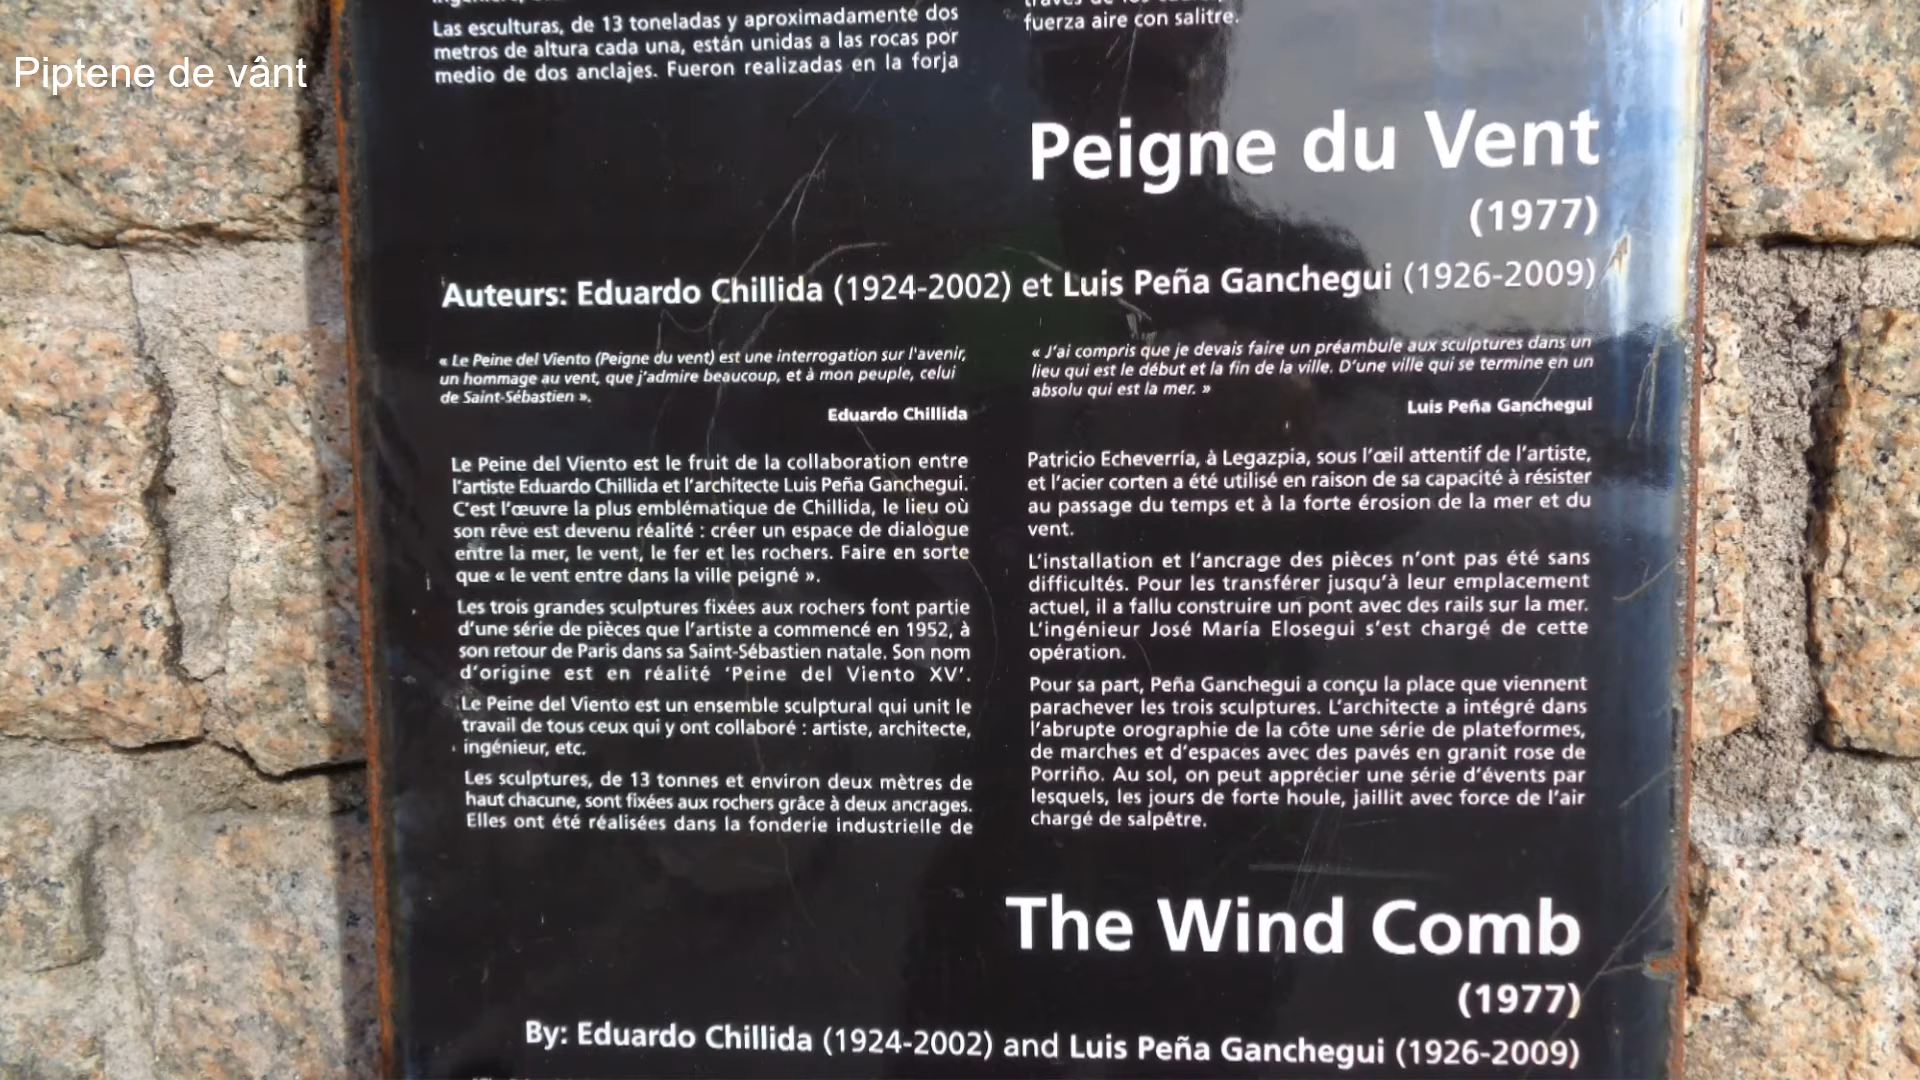 Piptene de vânt
Las esculturas, de 13 toneladas y aproximadamente dos
metros de altura cada una, están unidas a las rocas por
medio de dos anclajes. Fueron realizadas en la forja
fuerza aire con salitre.
Peigne du Vent
(1977)
Auteurs: Eduardo Chillida (1924-2002) et Luis Peña Ganchegui (1926-2009)
« Le Peine del Viento (Peigne du vent) est une interrogation sur l'avenir,
un hommage au vent, que j'admire beaucoup, et à mon peuple, celui
de Saint-Sébastien ».
Eduardo Chillida
Le Peine del Viento est le fruit de la collaboration entre
l'artiste Eduardo Chillida et l'architecte Luis Peña Ganchegui.
C'est l'œuvre la plus emblématique de Chillida, le lieu où
son rêve est devenu réalité : créer un espace de dialogue
entre la mer, le vent, le fer et les rochers. Faire en sorte
que « le vent entre dans la ville peigné ».
Les trois grandes sculptures fixées aux rochers font partie
d'une série de pièces que l'artiste a commencé en 1952, à
son retour de Paris dans sa Saint-Sébastien natale. Son nom
d'origine est en réalité 'Peine del Viento XV'.
Le Peine del Viento est un ensemble sculptural qui unit le
travail de tous ceux qui y ont collaboré : artiste, architecte,
ingénieur, etc.
Les sculptures, de 13 tonnes et environ deux mètres de
haut chacune, sont fixées aux rochers grâce à deux ancrages.
Elles ont été réalisées dans la fonderie industrielle de
« J'ai compris que je devais faire un préambule aux sculptures dans un
lieu qui est le début et la fin de la ville. D'une ville qui se termine en un
absolu qui est la mer. »
Luis Peña Ganchegui
Patricio Echeverría, à Legazpia, sous l'œil attentif de l'artiste,
et l'acier corten a été utilisé en raison de sa capacité à résister
au passage du temps et à la forte érosion de la mer et du
vent.
L'installation et l'ancrage des pièces n'ont pas été sans
difficultés. Pour les transférer jusqu'à leur emplacement
actuel, il a fallu construire un pont avec des rails sur la mer.
L'ingénieur José María Elosegui s'est chargé de cette
opération.
Pour sa part, Peña Ganchegui a conçu la place que viennent
parachever les trois sculptures. L'architecte a intégré dans
l'abrupte orographie de la côte une série de plateformes,
de marches et d'espaces avec des pavés en granit rose de
Porriño. Au sol, on peut apprécier une série d'évents par
lesquels, les jours de forte houle, jaillit avec force de l'air
chargé de salpêtre.
The Wind Comb
(1977)
By: Eduardo Chillida (1924-2002) and Luis Peña Ganchegui (1926-2009)